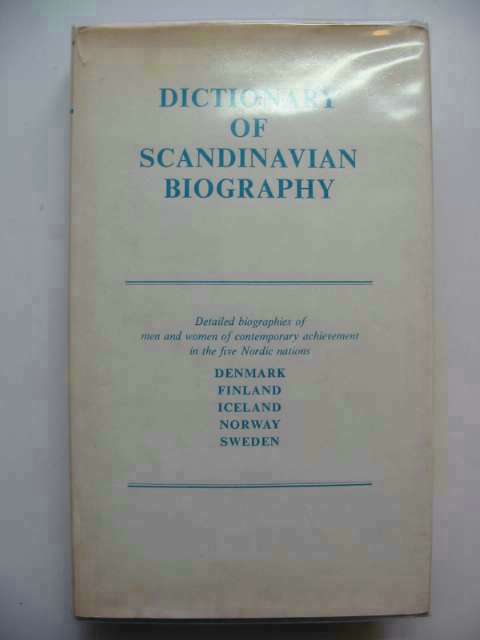 DICTIONARY
OF
SCANDINAVIAN
BIOGRAPHY
Detailed biographies of
men and women of contemporary achievement
in the five Nordic nations
DENMARK
FINLAND
ICELAND
NORWAY
SWEDEN